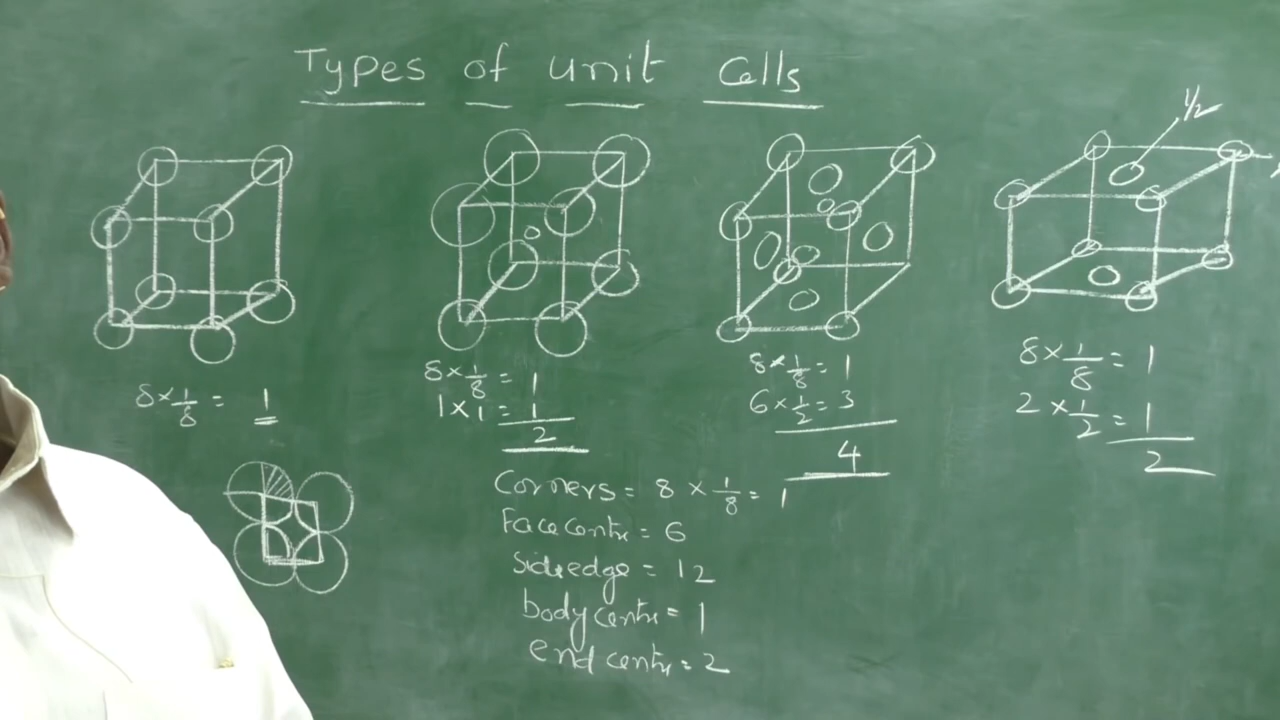 Types of unit Cells
1/2
8 × 1/8 = 1
8 × 1/8 = 1
1 × 1 = 1
2
8 × 1/8 = 1
6 × 1/2 = 3
4
8 × 1/8 = 1
2 × 1/2 = 1
2
Corners = 8 × 1/8 = 1
Face centre = 6
Side edge = 12
body centre = 1
end centre = 2